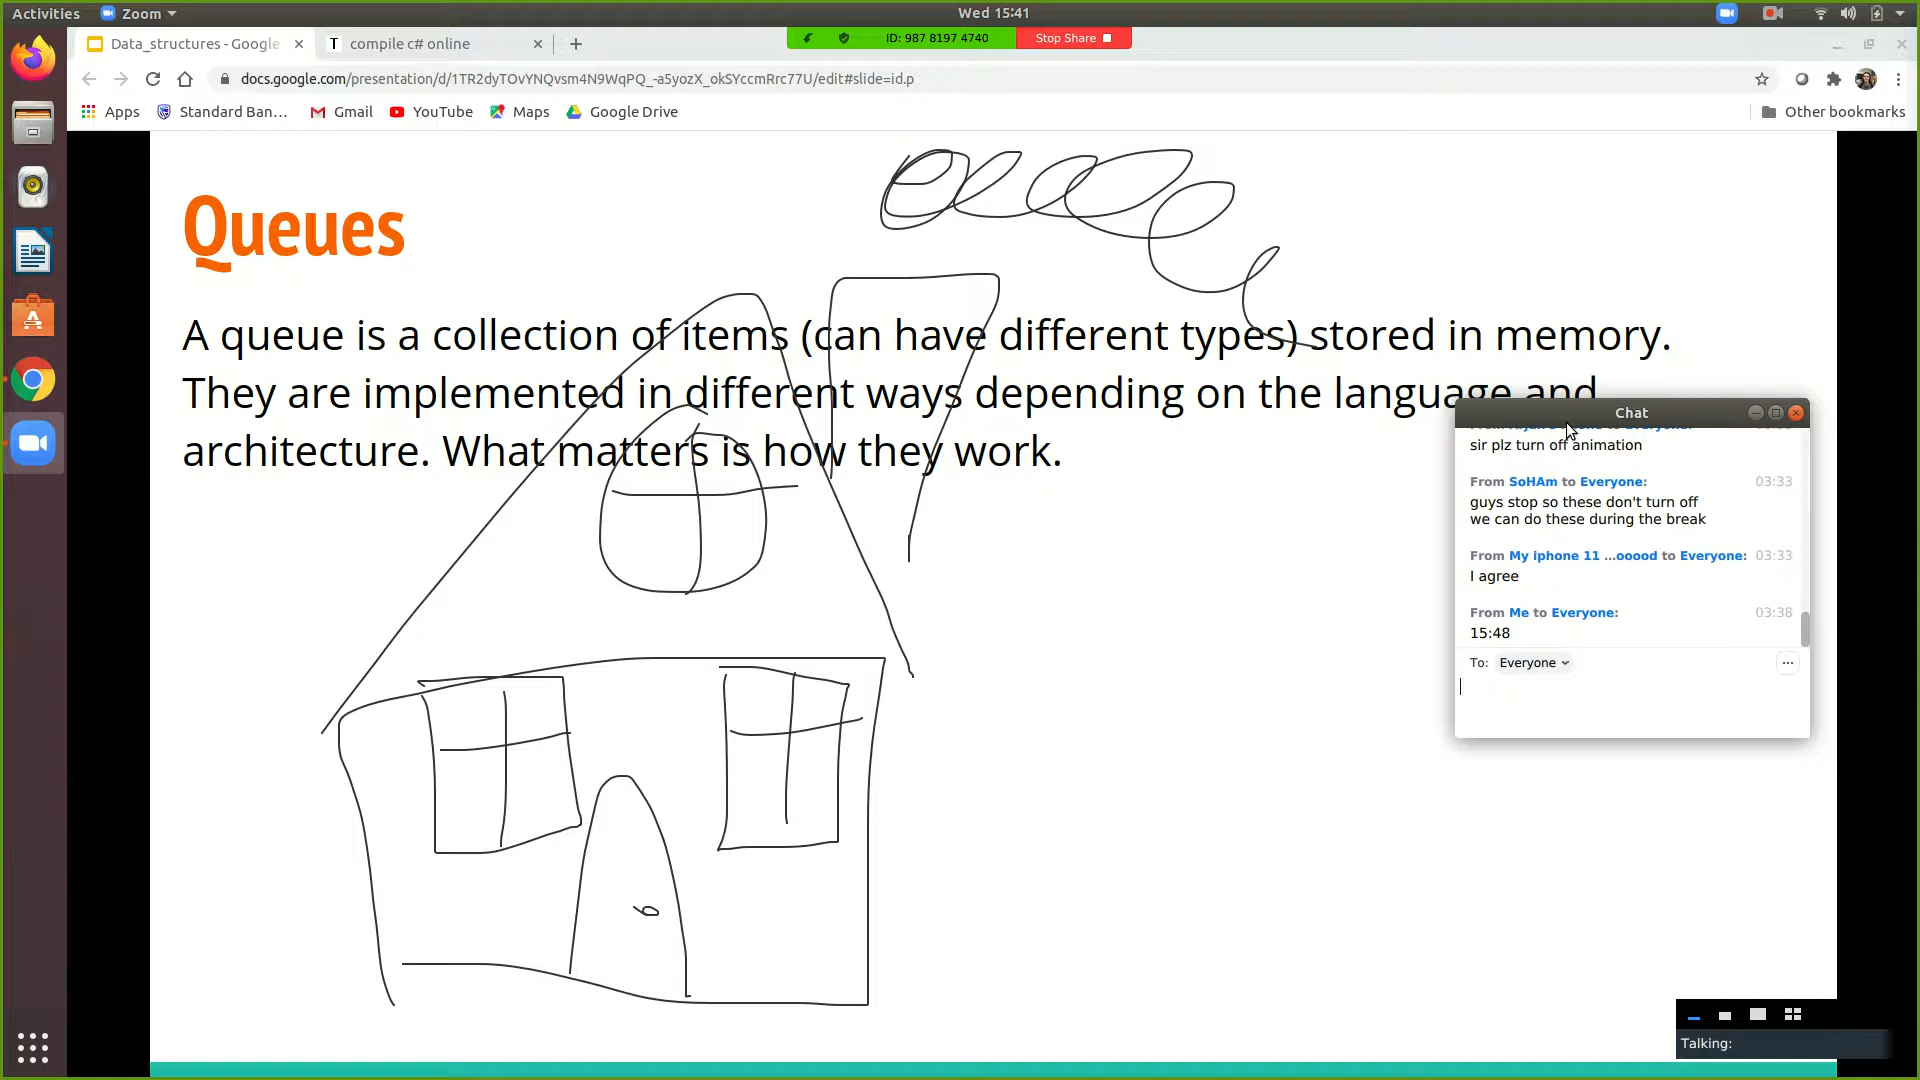 Activities Zoom Wed 15:41
Data_structures - Google compile c# online
ID: 987 8197 4740 Stop Share
docs.google.com/presentation/d/1TR2dyTOvYNQvsm4N9WqPQ_-a5yozX_okSYccmRrc77U/edit#slide=id.p
Apps Standard Ban... Gmail YouTube Maps Google Drive Other bookmarks
Queues
A queue is a collection of items (can have different types) stored in memory.
They are implemented in different ways depending on the language and
architecture. What matters is how they work.
Chat
sir plz turn off animation
From SoHAm to Everyone: 03:33
guys stop so these don't turn off
we can do these during the break
From My iphone 11 ...ooood to Everyone: 03:33
I agree
From Me to Everyone: 03:38
15:48
To: Everyone
Talking: